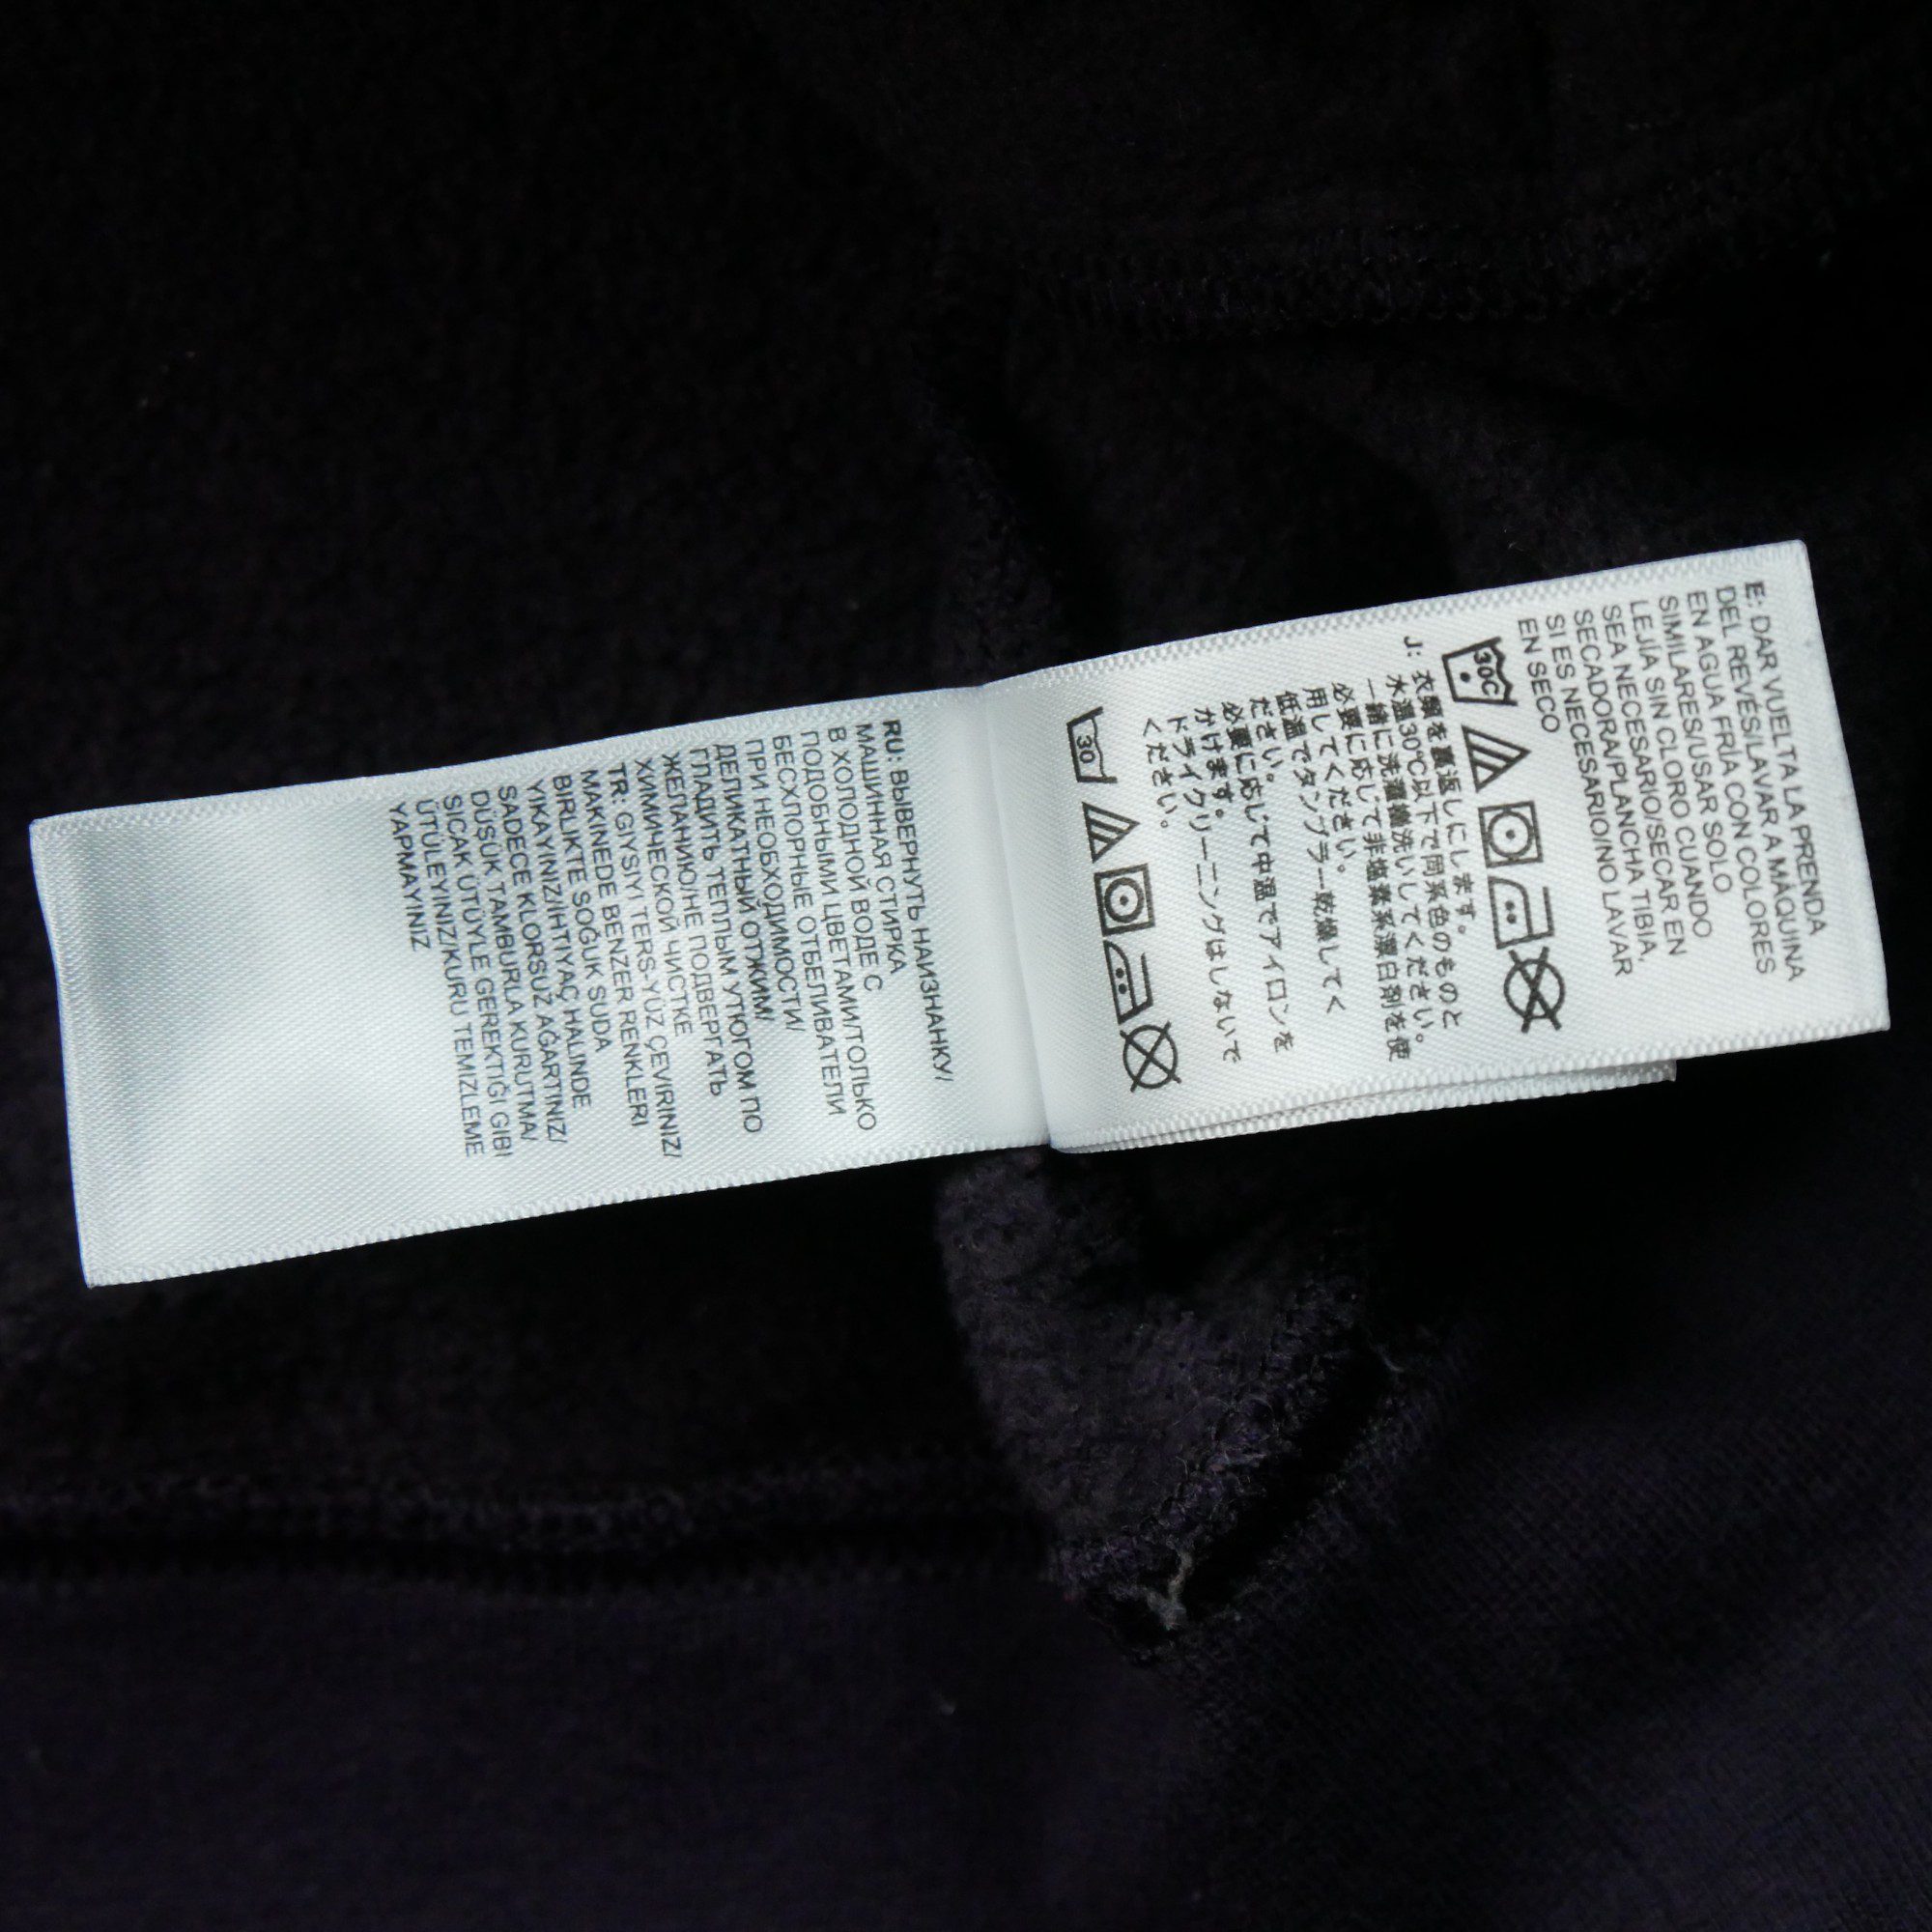 E: DAR VUELTA LA PRENDA
DEL REVÉS/LAVAR A MÁQUINA
EN AGUA FRÍA CON COLORES
SIMILARES/USAR SOLO
LEJÍA SIN CLORO CUANDO
SEA NECESARIO/SECAR EN
SECADORA/PLANCHA TIBIA,
SI ES NECESARIO/NO LAVAR
EN SECO
30C
J: 衣類を裏返しにします。
水温30℃以下で同系色のものと
一緒に洗濯機洗いしてください。
必要に応じて非塩素系漂白剤を使
用してください。
低温でタンブラー乾燥してく
ださい。
必要に応じて中温でアイロンを
かけます。
ドライクリーニングはしないで
ください。
30
RU: ВЫВЕРНУТЬ НАИЗНАНКУ/
МАШИННАЯ СТИРКА
В ХОЛОДНОЙ ВОДЕ С
ПОДОБНЫМИ ЦВЕТАМИ/ТОЛЬКО
БЕСХЛОРНЫЕ ОТБЕЛИВАТЕЛИ
ПРИ НЕОБХОДИМОСТИ/
ДЕЛИКАТНЫЙ ОТЖИМ/
ГЛАДИТЬ ТЕПЛЫМ УТЮГОМ ПО
ЖЕЛАНИЮ/НЕ ПОДВЕРГАТЬ
ХИМИЧЕСКОЙ ЧИСТКЕ
TR: GIYSIYI TERS-YÜZ ÇEVIRINIZ/
MAKINEDE BENZER RENKLERI
BIRLIKTE SOĞUK SUDA
YIKAYINIZ/IHTIYAÇ HALINDE
SADECE KLORSUZ AĞARTINIZ/
DÜSÜK TAMBURLA KURUTMA/
SICAK ÜTÜYLE GEREKTIĞI GIBI
ÜTÜLEYINIZ/KURU TEMIZLEME
YAPMAYINIZ